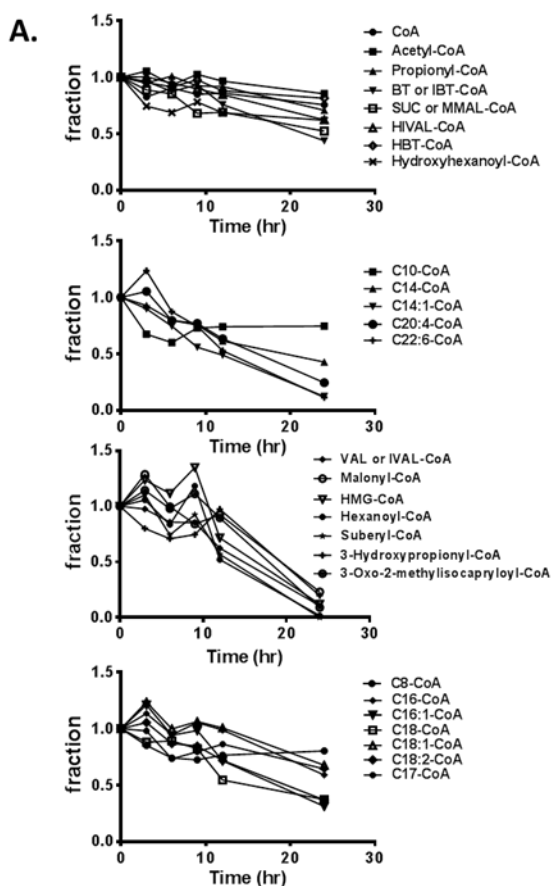 A.
1.5
1.0
0.5
0.0
fraction
0
10
20
30
Time (hr)
CoA
Acetyl-CoA
Propionyl-CoA
BT or IBT-CoA
SUC or MMAL-CoA
HIVAL-CoA
HBT-CoA
Hydroxyhexanoyl-CoA
1.5
1.0
0.5
0.0
fraction
0
10
20
30
Time (hr)
C10-CoA
C14-CoA
C14:1-CoA
C20:4-CoA
C22:6-CoA
1.5
1.0
0.5
0.0
fraction
0
10
20
30
Time (hr)
VAL or IVAL-CoA
Malonyl-CoA
HMG-CoA
Hexanoyl-CoA
Suberyl-CoA
3-Hydroxypropionyl-CoA
3-Oxo-2-methylisocapryloyl-CoA
1.5
1.0
0.5
0.0
fraction
0
10
20
30
Time (hr)
C8-CoA
C16-CoA
C16:1-CoA
C18-CoA
C18:1-CoA
C18:2-CoA
C17-CoA